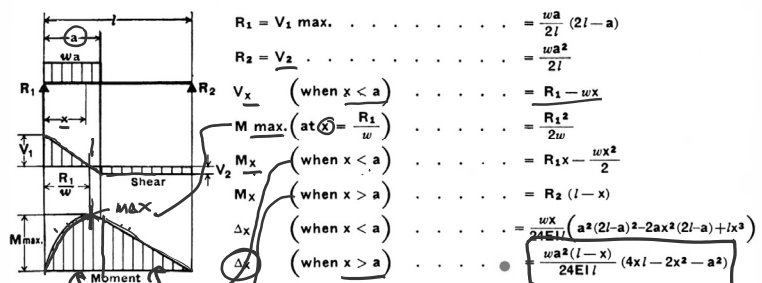 l
a
wa
R₁ R₂
x
V₁
V₂
Shear
R₁/w
MAX
M max.
Moment
R₁ = V₁ max. . . . . . . . . . . . = wa/2l (2l–a)
R₂ = V₂ . . . . . . . . . . . . = wa²/2l
Vx (when x < a) . . . . . = R₁ – wx
M max. (at x = R₁/w) . . . . . = R₁²/2w
Mx (when x < a) . . . . . = R₁x – wx²/2
Mx (when x > a) . . . . . = R₂ (l – x)
Δx (when x < a) . . . . . = wx/24EIl (a²(2l–a)²–2ax²(2l–a)+lx³)
Δx (when x > a) . . . . . = wa²(l–x)/24EIl (4xl – 2x² – a²)